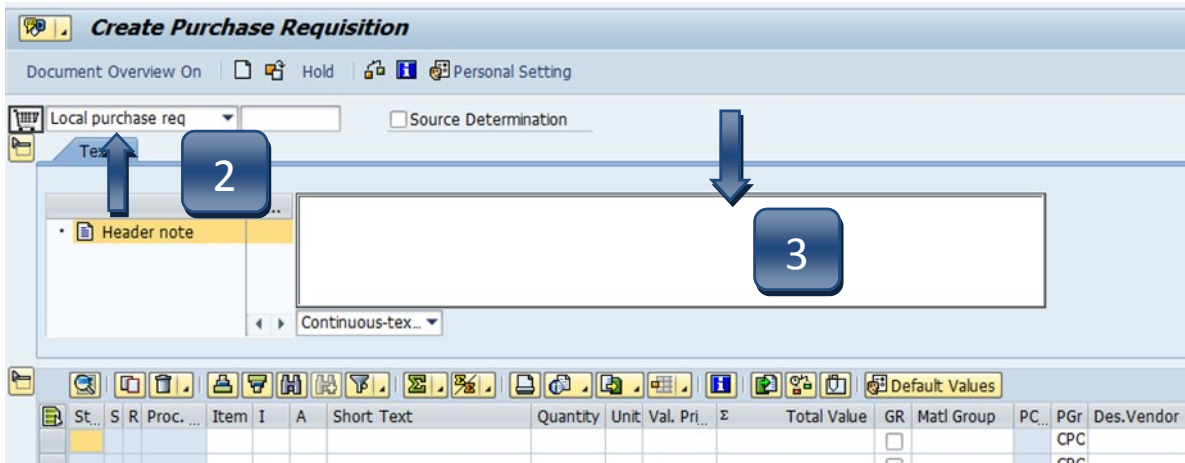 Create Purchase Requisition
Document Overview On Hold Personal Setting
Local purchase req Source Determination
2
3
Header note
Continuous-tex...
Default Values
St... S R Proc. ... Item I A Short Text Quantity Unit Val. Pri... Σ Total Value GR Matl Group PC... PGr Des.Vendor
CPC
CPC